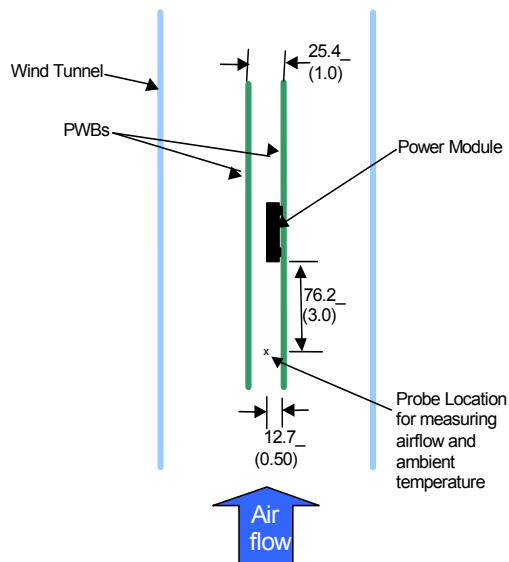 25.4_
(1.0)
Wind Tunnel
PWBs
Power Module
76.2_
(3.0)
x
Probe Location
for measuring
airflow and
ambient
temperature
12.7_
(0.50)
Air
flow